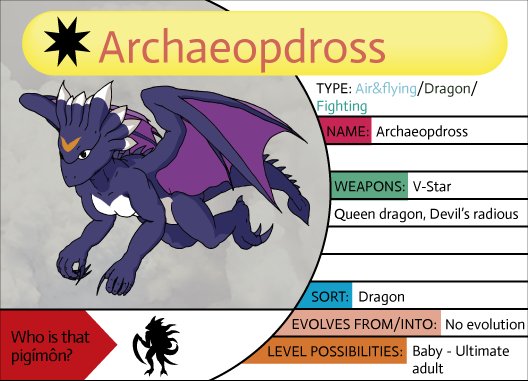 Archaeopdross
TYPE: Air&flying/Dragon/
Fighting
NAME: Archaeopdross
WEAPONS: V-Star
Queen dragon, Devil's radious
SORT: Dragon
EVOLVES FROM/INTO: No evolution
LEVEL POSSIBILITIES: Baby - Ultimate
adult
Who is that
pigímôn?